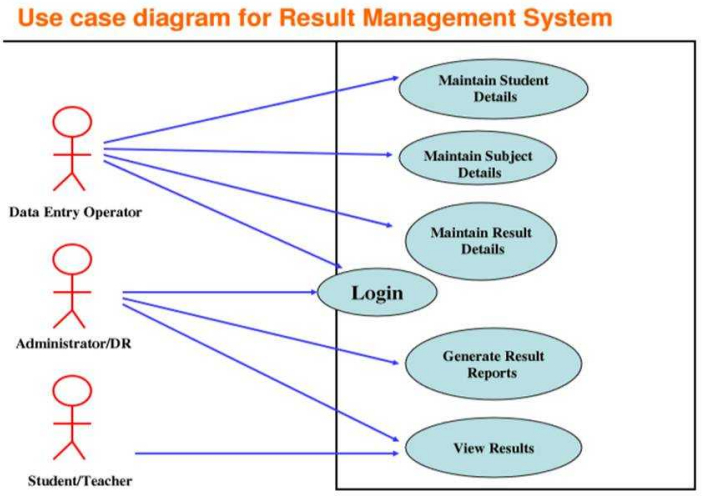 Use case diagram for Result Management System
Maintain Student
Details
Maintain Subject
Details
Data Entry Operator
Maintain Result
Details
Login
Administrator/DR
Generate Result
Reports
View Results
Student/Teacher